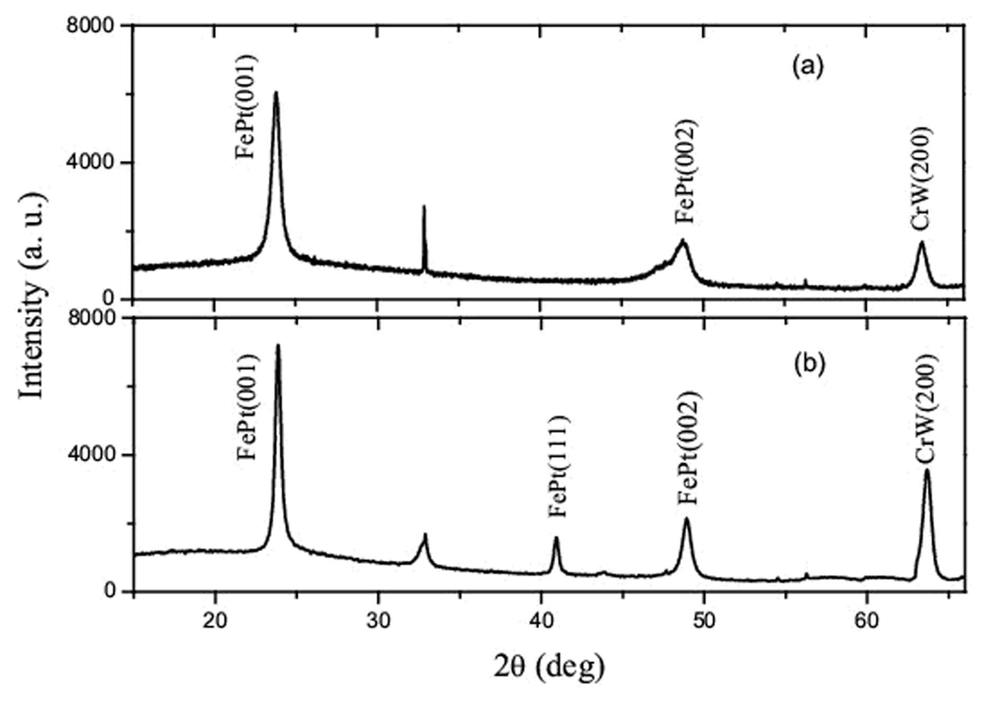 8000
(a)
FePt(001)
FePt(002)
CrW(200)
4000
0
Intensity (a. u.)
8000
(b)
FePt(001)
FePt(111)
FePt(002)
CrW(200)
4000
0
20 30 40 50 60
2θ (deg)